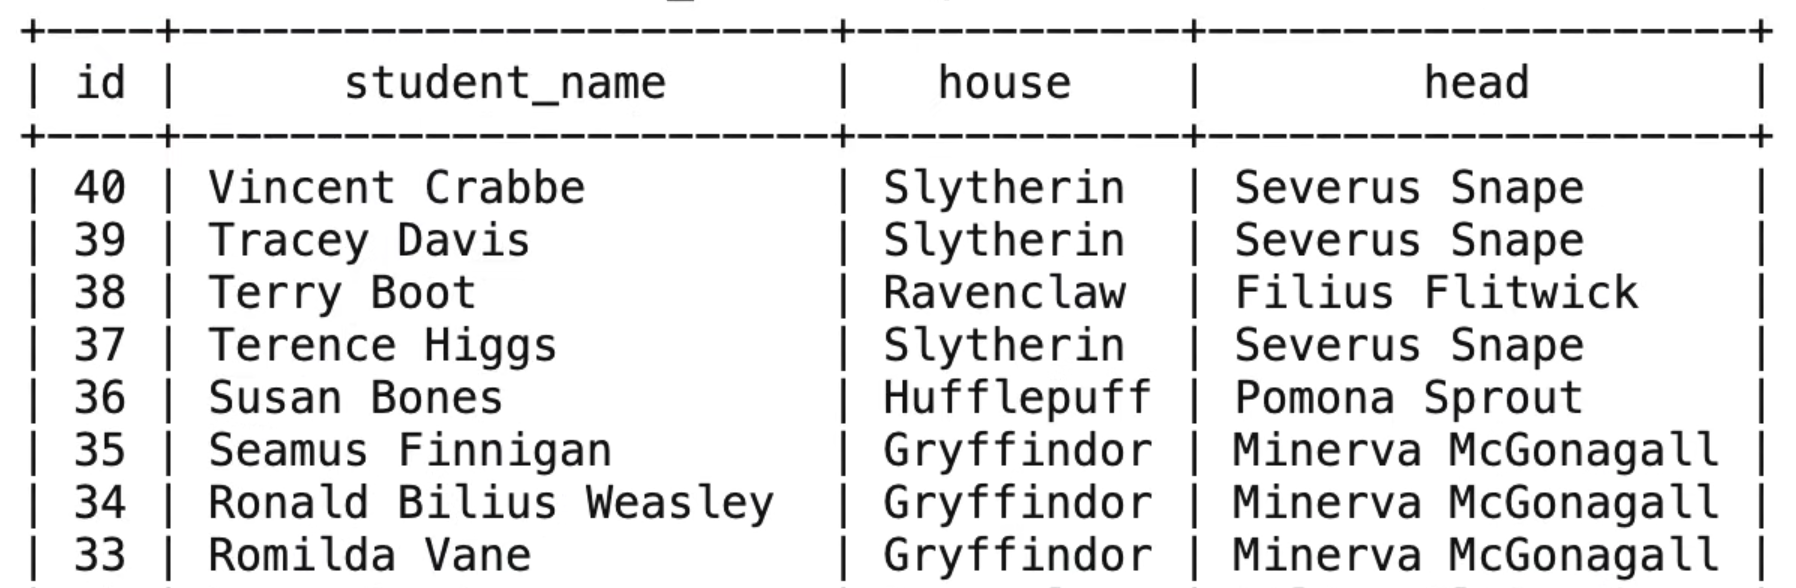 +----+------------------------+------------+--------------------+
| id |      student_name      |   house    |        head        |
+----+------------------------+------------+--------------------+
| 40 | Vincent Crabbe         | Slytherin  | Severus Snape      |
| 39 | Tracey Davis           | Slytherin  | Severus Snape      |
| 38 | Terry Boot             | Ravenclaw  | Filius Flitwick    |
| 37 | Terence Higgs          | Slytherin  | Severus Snape      |
| 36 | Susan Bones            | Hufflepuff | Pomona Sprout      |
| 35 | Seamus Finnigan        | Gryffindor | Minerva McGonagall |
| 34 | Ronald Bilius Weasley  | Gryffindor | Minerva McGonagall |
| 33 | Romilda Vane           | Gryffindor | Minerva McGonagall |